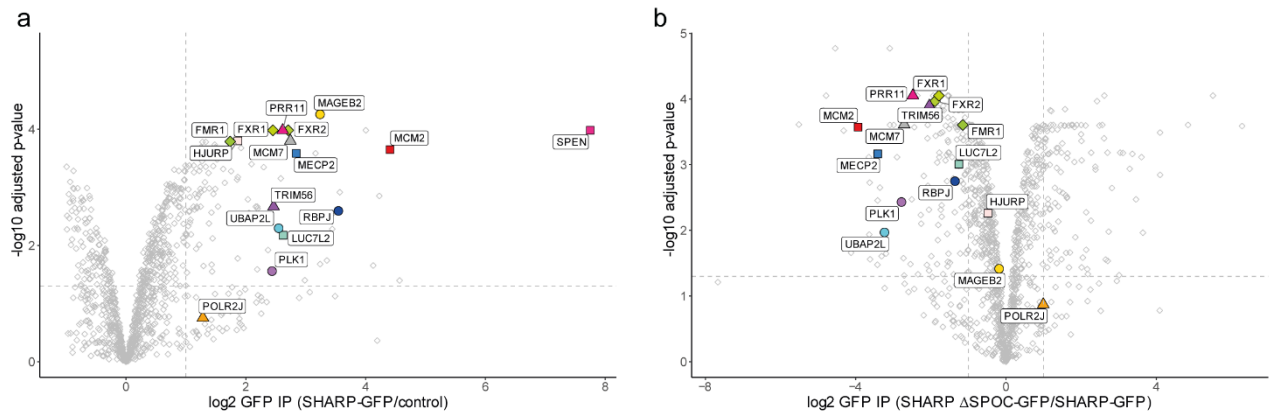 a
-log10 adjusted p-value
4
2
0
PRR11
MAGEB2
FMR1
FXR1
FXR2
MCM2
SPEN
HJURP
MCM7
MECP2
TRIM56
UBAP2L
RBPJ
LUC7L2
PLK1
POLR2J
0
2
4
6
8
log2 GFP IP (SHARP-GFP/control)
b
-log10 adjusted p-value
5
4
3
2
1
0
FXR1
PRR11
FXR2
MCM2
TRIM56
MCM7
FMR1
MECP2
LUC7L2
RBPJ
PLK1
HJURP
UBAP2L
MAGEB2
POLR2J
−8
−4
0
4
log2 GFP IP (SHARP ΔSPOC-GFP/SHARP-GFP)